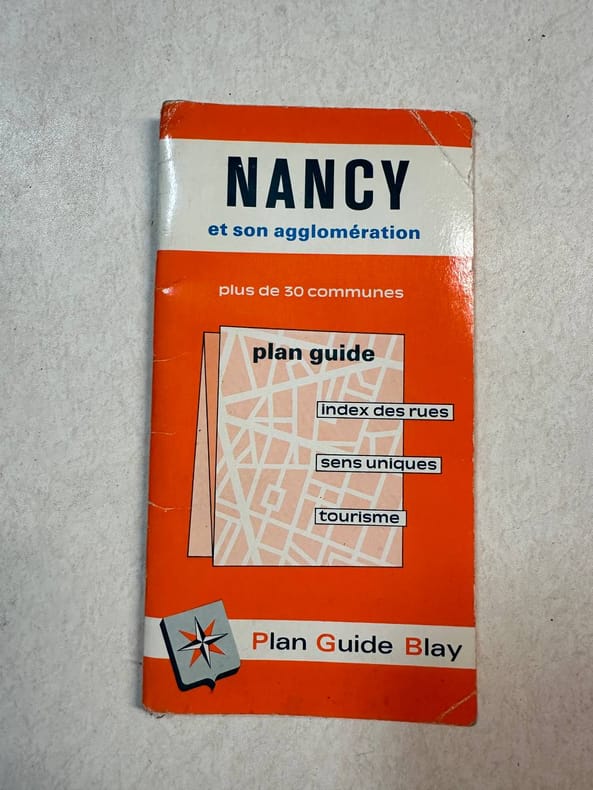 NANCY
et son agglomération
plus de 30 communes
plan guide
index des rues
sens uniques
tourisme
Plan Guide Blay